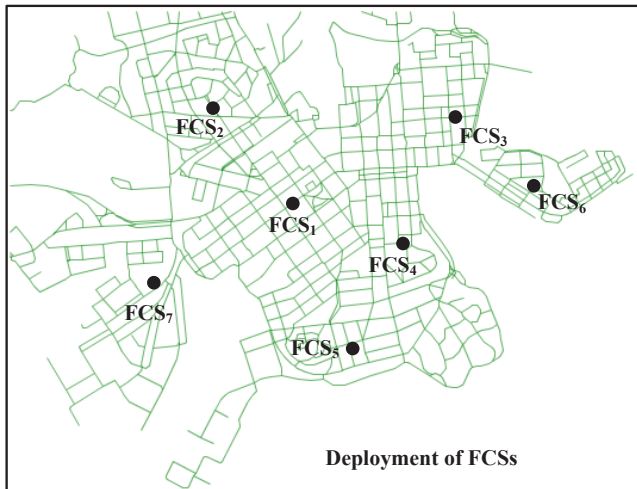 FCS₂
FCS₃
FCS₆
FCS₁
FCS₄
FCS₇
FCS₅
Deployment of FCSs